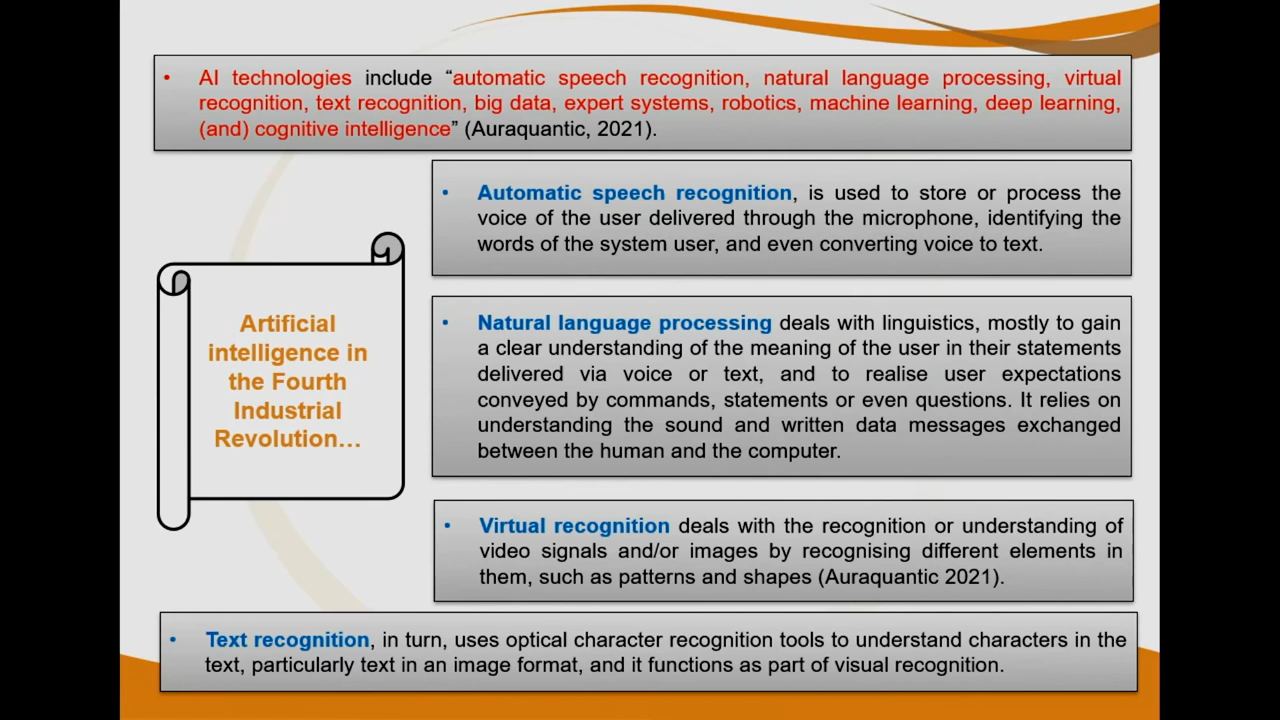 • AI technologies include “automatic speech recognition, natural language processing, virtual
recognition, text recognition, big data, expert systems, robotics, machine learning, deep learning,
(and) cognitive intelligence” (Auraquantic, 2021).
Artificial
intelligence in
the Fourth
Industrial
Revolution…
• Automatic speech recognition, is used to store or process the
voice of the user delivered through the microphone, identifying the
words of the system user, and even converting voice to text.
• Natural language processing deals with linguistics, mostly to gain
a clear understanding of the meaning of the user in their statements
delivered via voice or text, and to realise user expectations
conveyed by commands, statements or even questions. It relies on
understanding the sound and written data messages exchanged
between the human and the computer.
• Virtual recognition deals with the recognition or understanding of
video signals and/or images by recognising different elements in
them, such as patterns and shapes (Auraquantic 2021).
• Text recognition, in turn, uses optical character recognition tools to understand characters in the
text, particularly text in an image format, and it functions as part of visual recognition.